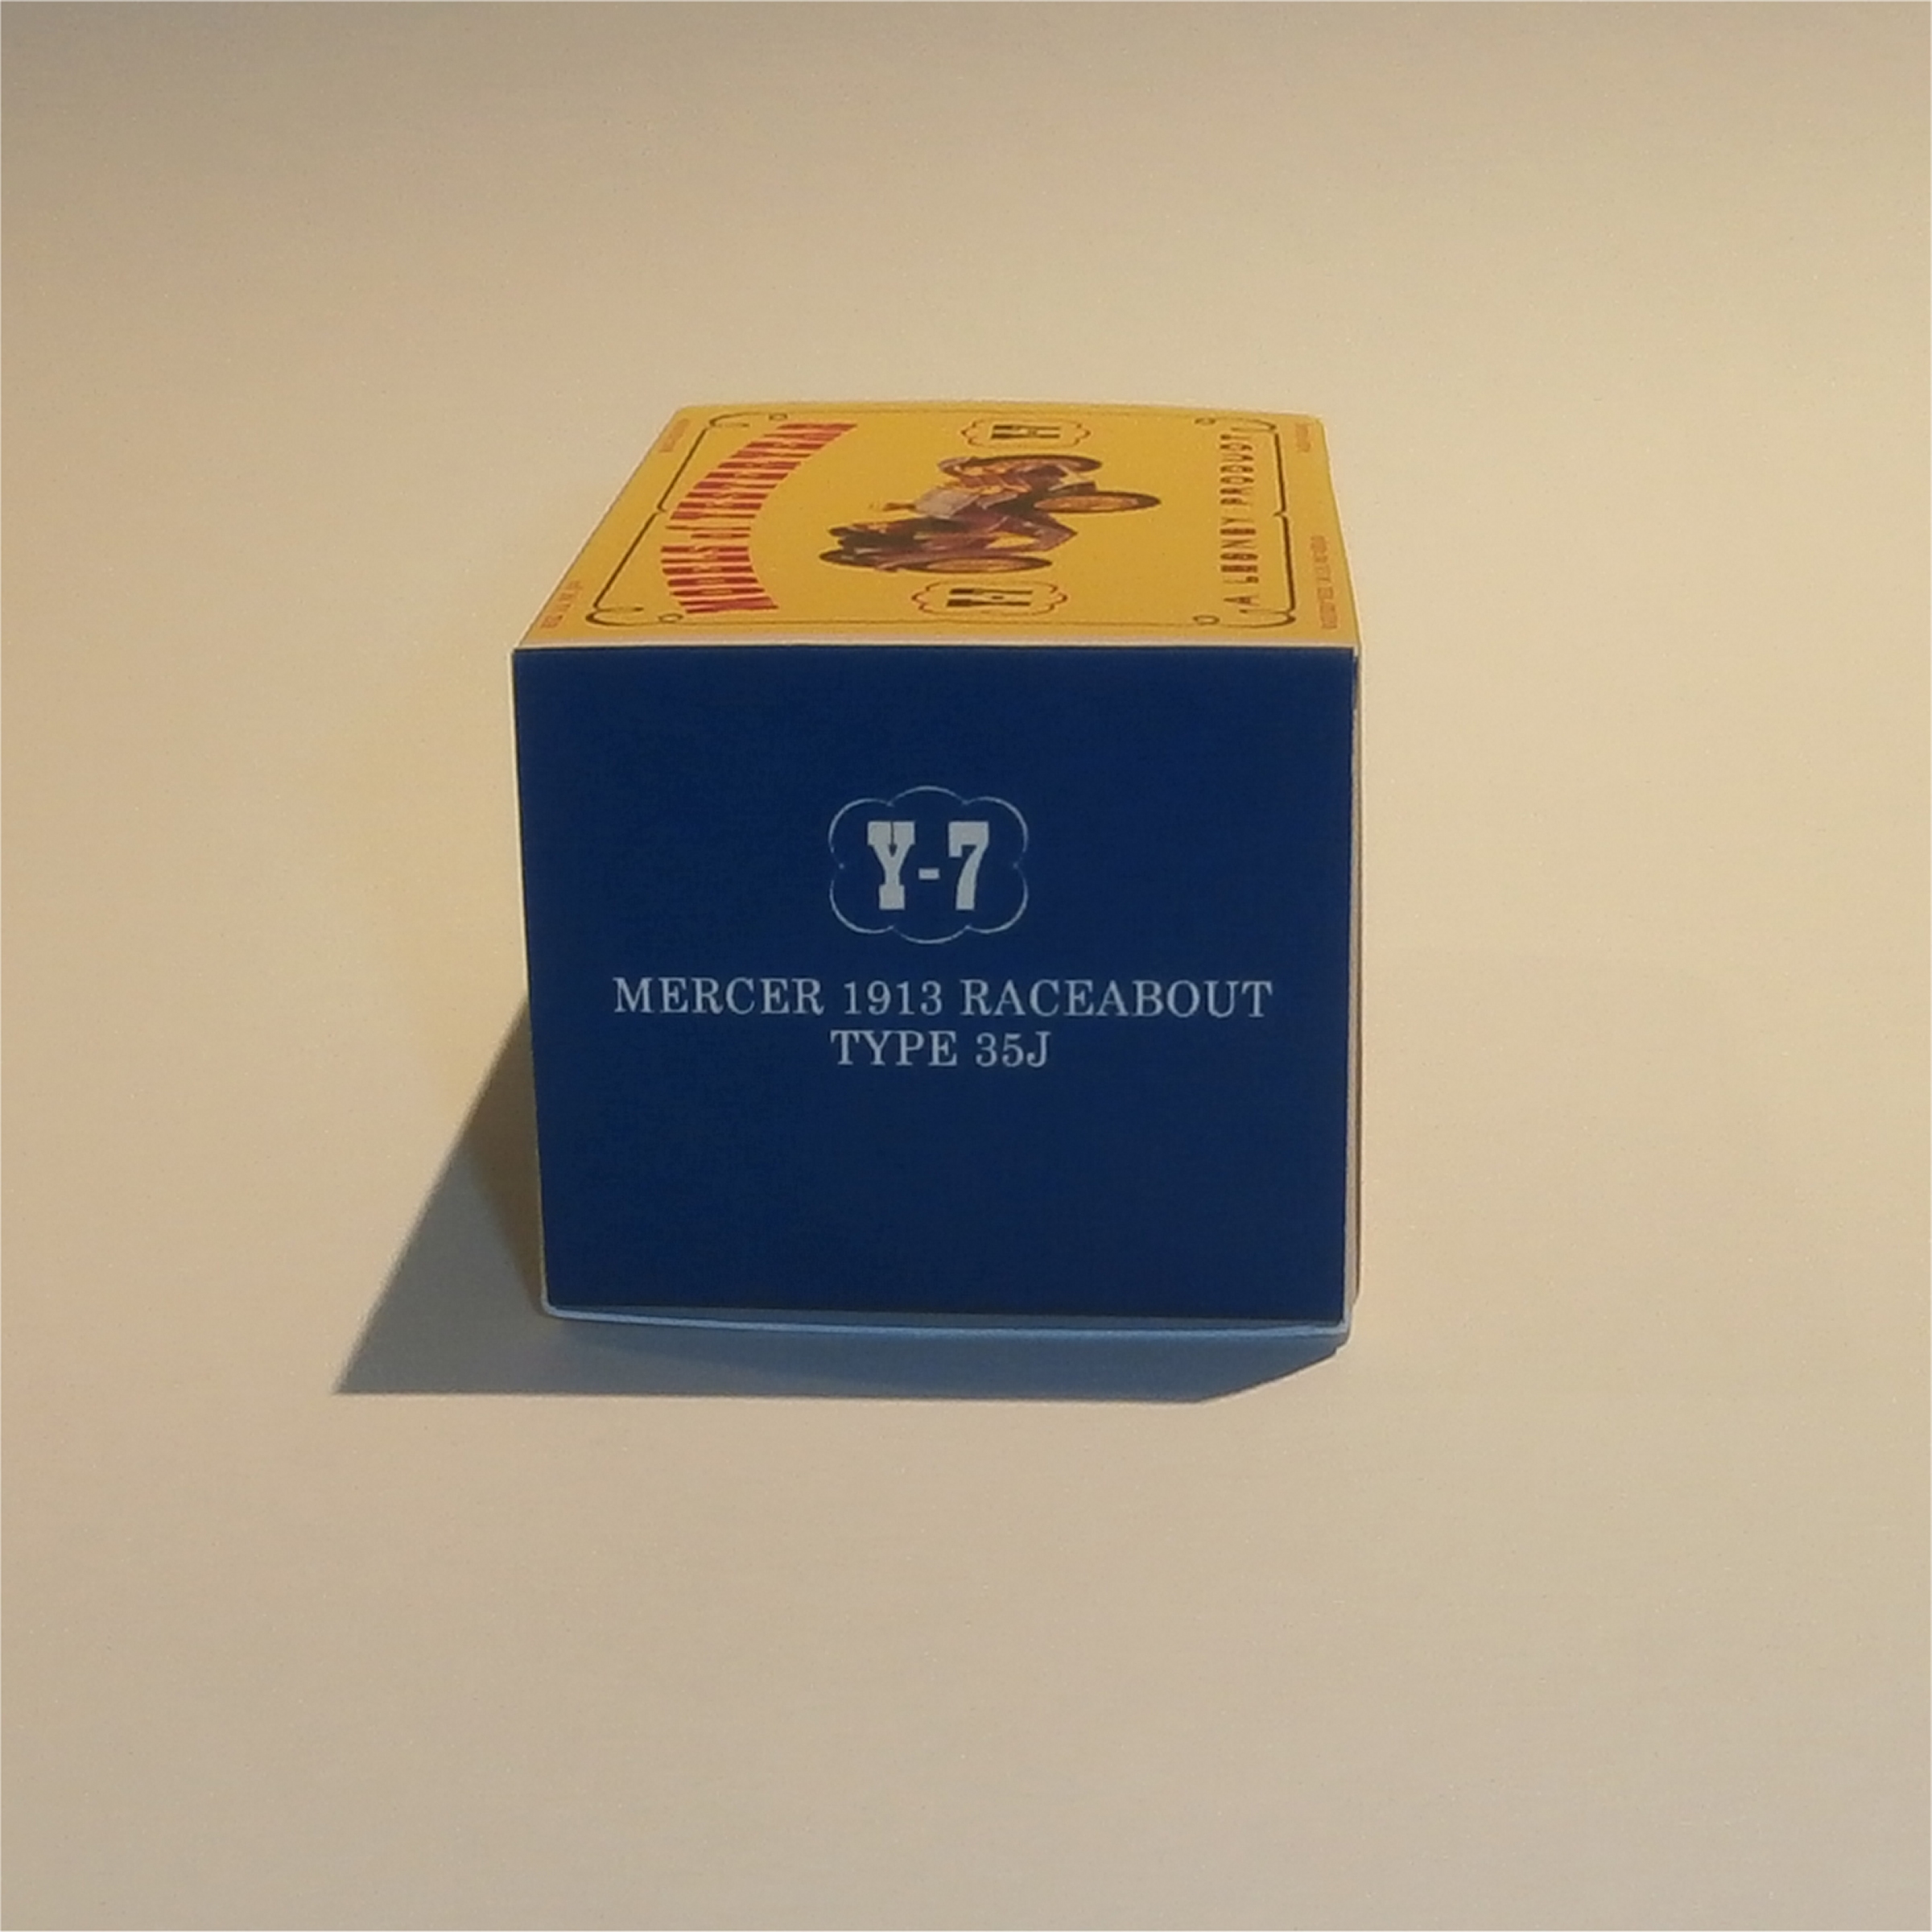 MODELS of YESTERYEAR
Y-7
Y-7
A LESNEY PRODUCT
Y-7
MERCER 1913 RACEABOUT
TYPE 35J